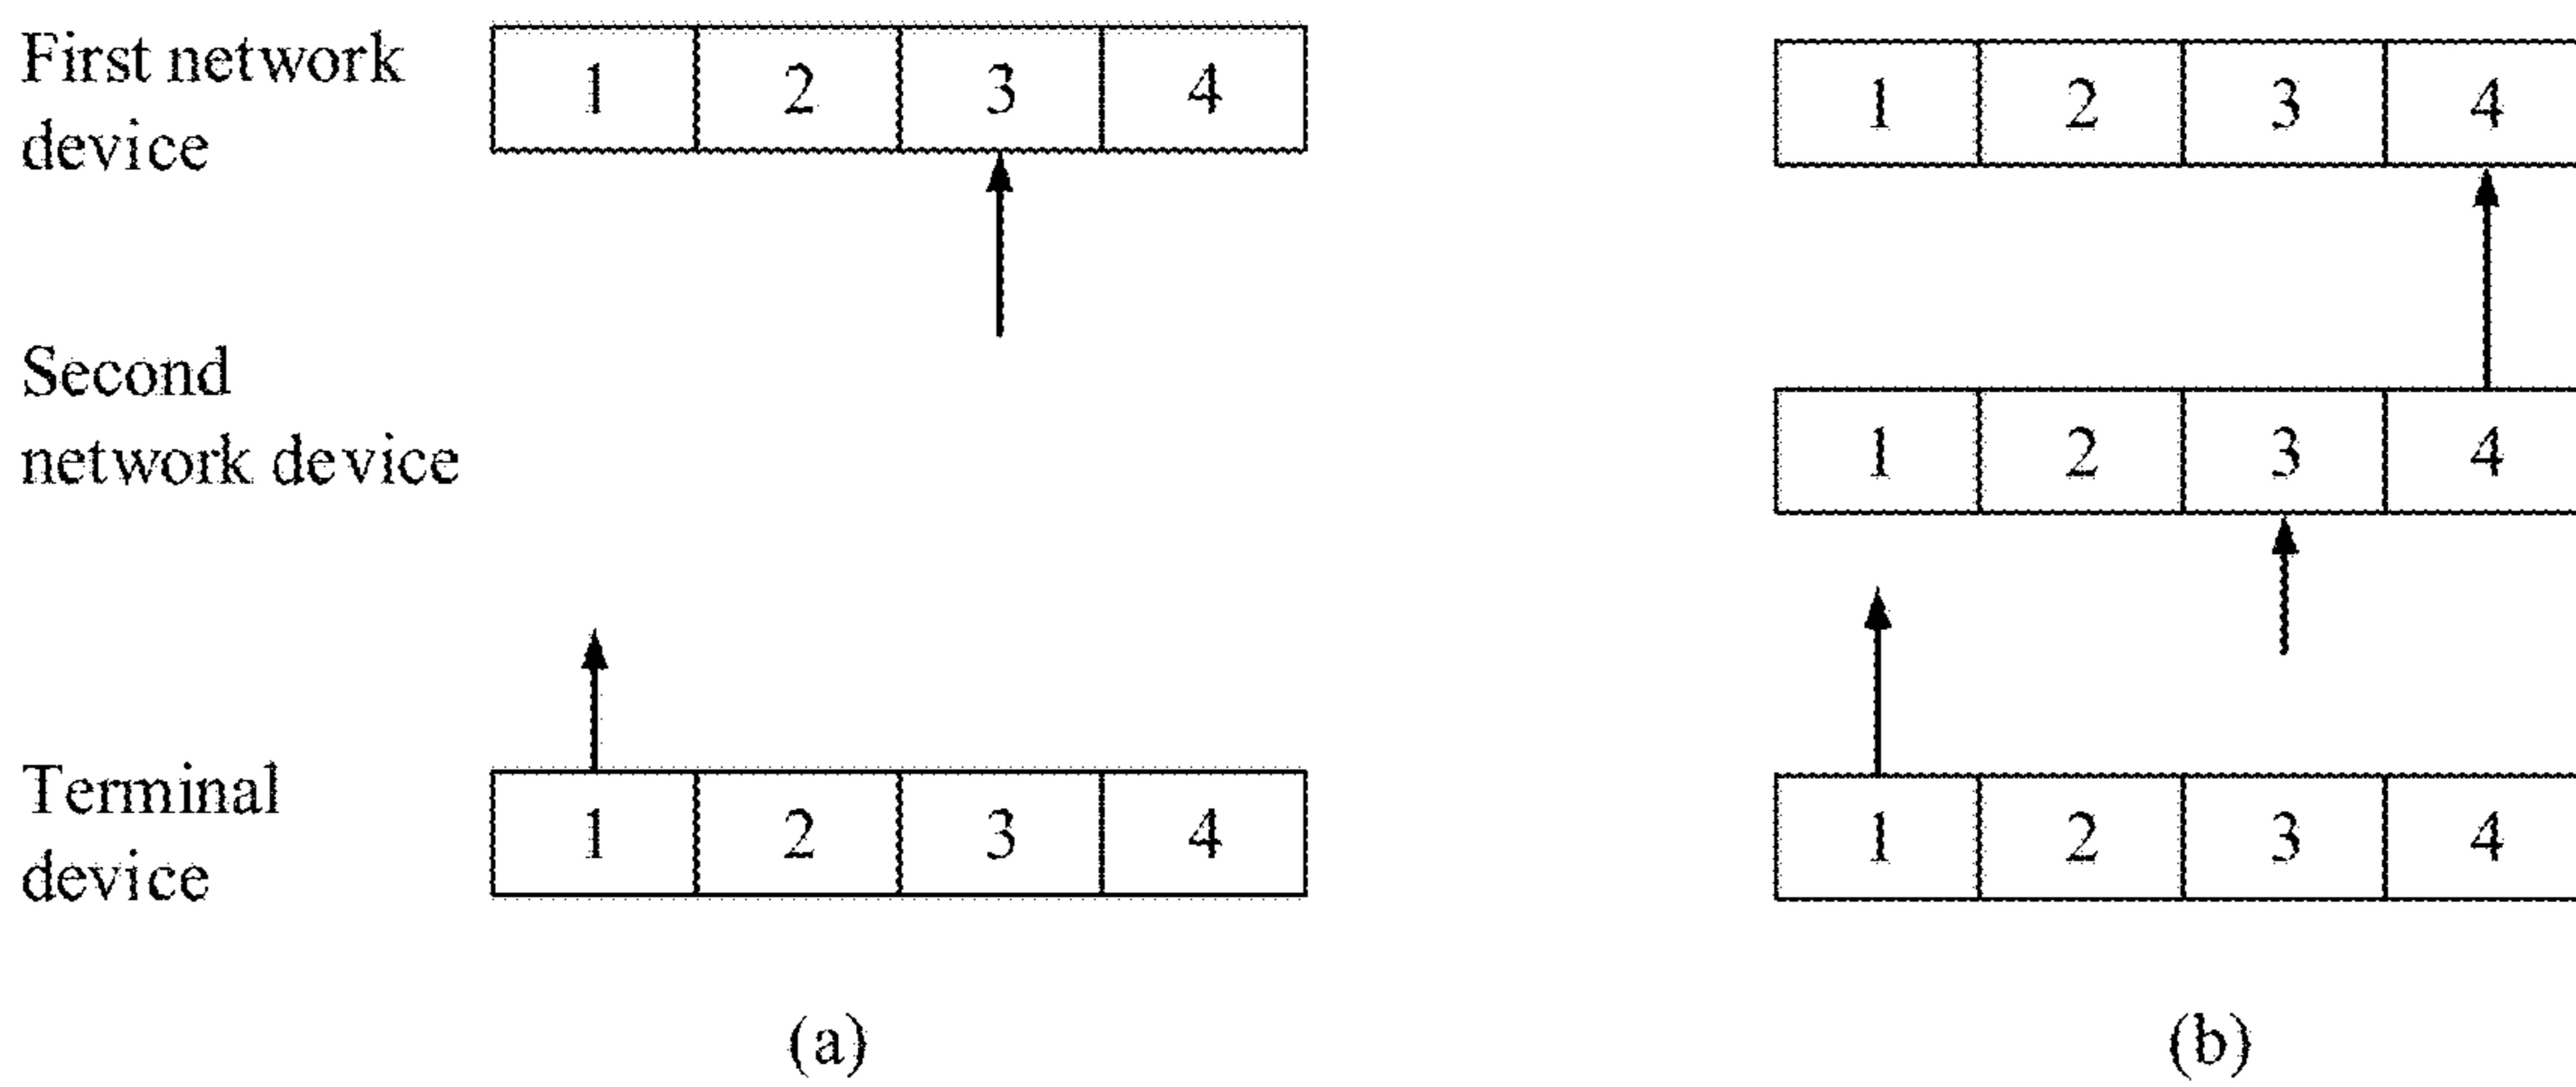 First network
device
1 2 3 4
1 2 3 4
Second
network device
1 2 3 4
Terminal
device
1 2 3 4
1 2 3 4
(a)
(b)